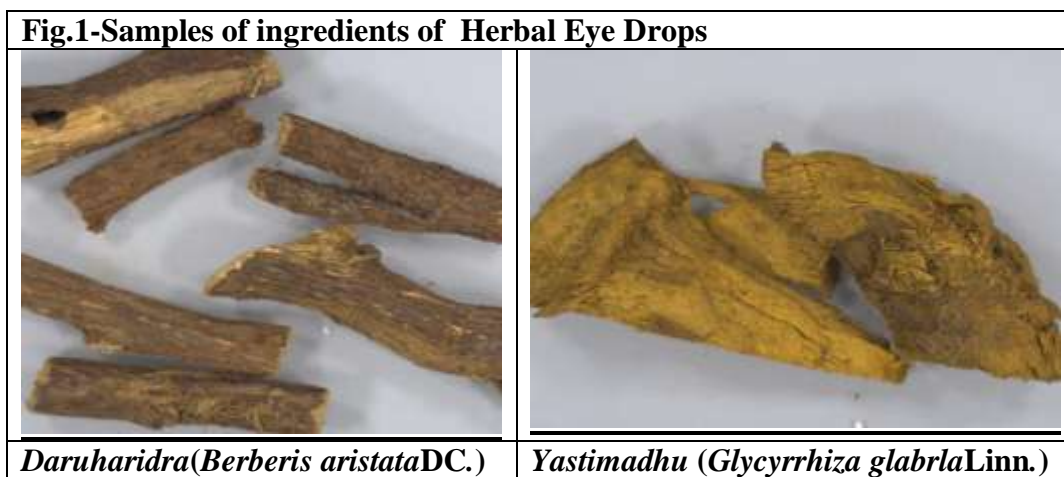 Fig.1-Samples of ingredients of Herbal Eye Drops
Daruharidra(Berberis aristataDC.)
Yastimadhu (Glycyrrhiza glabrlaLinn.)